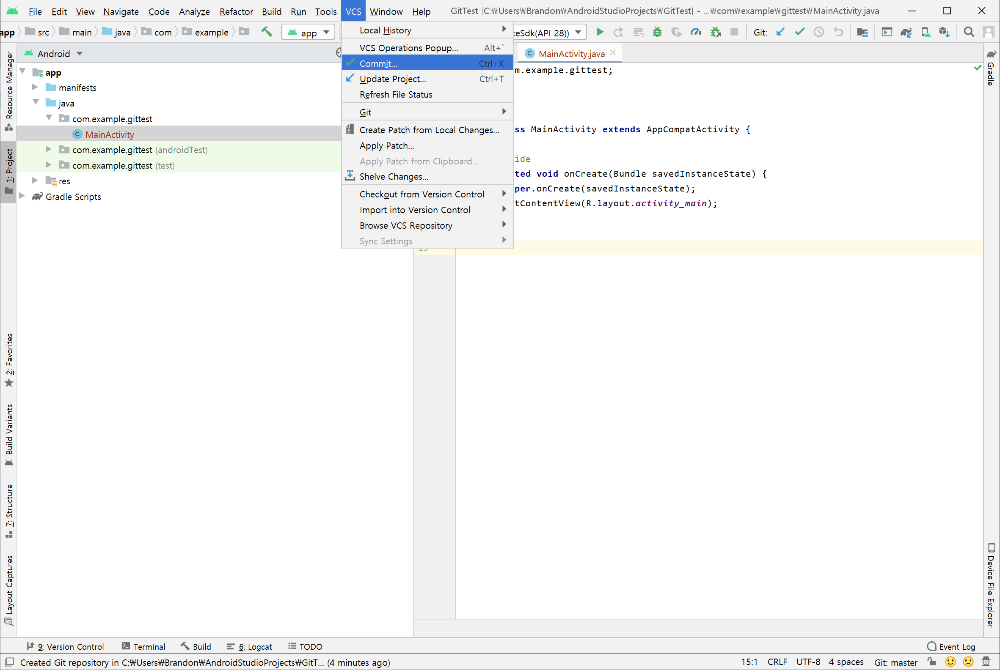 File Edit View Navigate Code Analyze Refactor Build Run Tools VCS Window Help GitTest [C:₩Users₩Brandon₩AndroidStudioProjects₩GitTest] - ...₩com₩example₩gittest₩MainActivity.java
app src main java com example app ceSdk(API 28)) Git:
Android
MainActivity.java
app
manifests
java
com.example.gittest
MainActivity
com.example.gittest (androidTest)
com.example.gittest (test)
res
Gradle Scripts
Local History
VCS Operations Popup... Alt+`
Commit... Ctrl+K
Update Project... Ctrl+T
Refresh File Status
Git
Create Patch from Local Changes...
Apply Patch...
Apply Patch from Clipboard...
Shelve Changes...
Checkout from Version Control
Import into Version Control
Browse VCS Repository
Sync Settings
m.example.gittest;
ss MainActivity extends AppCompatActivity {
ide
ted void onCreate(Bundle savedInstanceState) {
per.onCreate(savedInstanceState);
tContentView(R.layout.activity_main);
15
Resource Manager
1: Project
2: Favorites
Build Variants
7: Structure
Layout Captures
Gradle
Device File Explorer
9: Version Control Terminal Build 6: Logcat TODO Event Log
Created Git repository in C:₩Users₩Brandon₩AndroidStudioProjects₩GitT... (4 minutes ago) 15:1 CRLF UTF-8 4 spaces Git: master